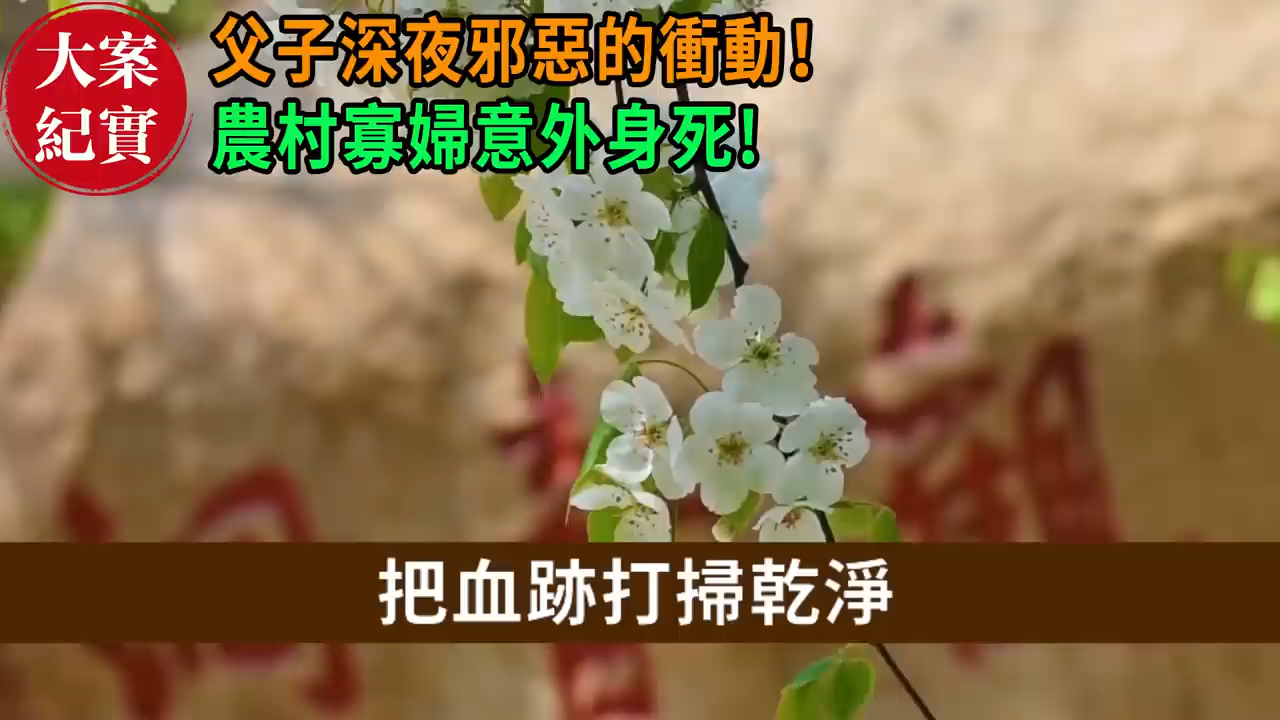 大案
紀實
父子深夜邪惡的衝動！
農村寡婦意外身死！
把血跡打掃乾淨